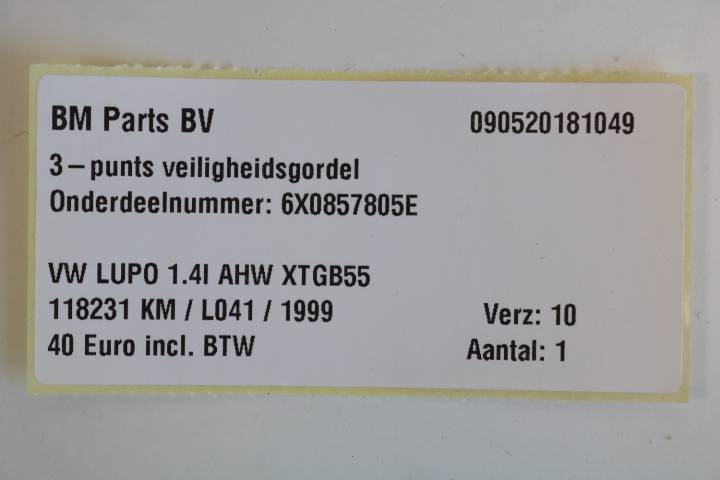 BM Parts BV 090520181049
3-punts veiligheidsgordel
Onderdeelnummer: 6X0857805E
VW LUPO 1.4I AHW XTGB55
118231 KM / L041 / 1999 Verz: 10
40 Euro incl. BTW Aantal: 1